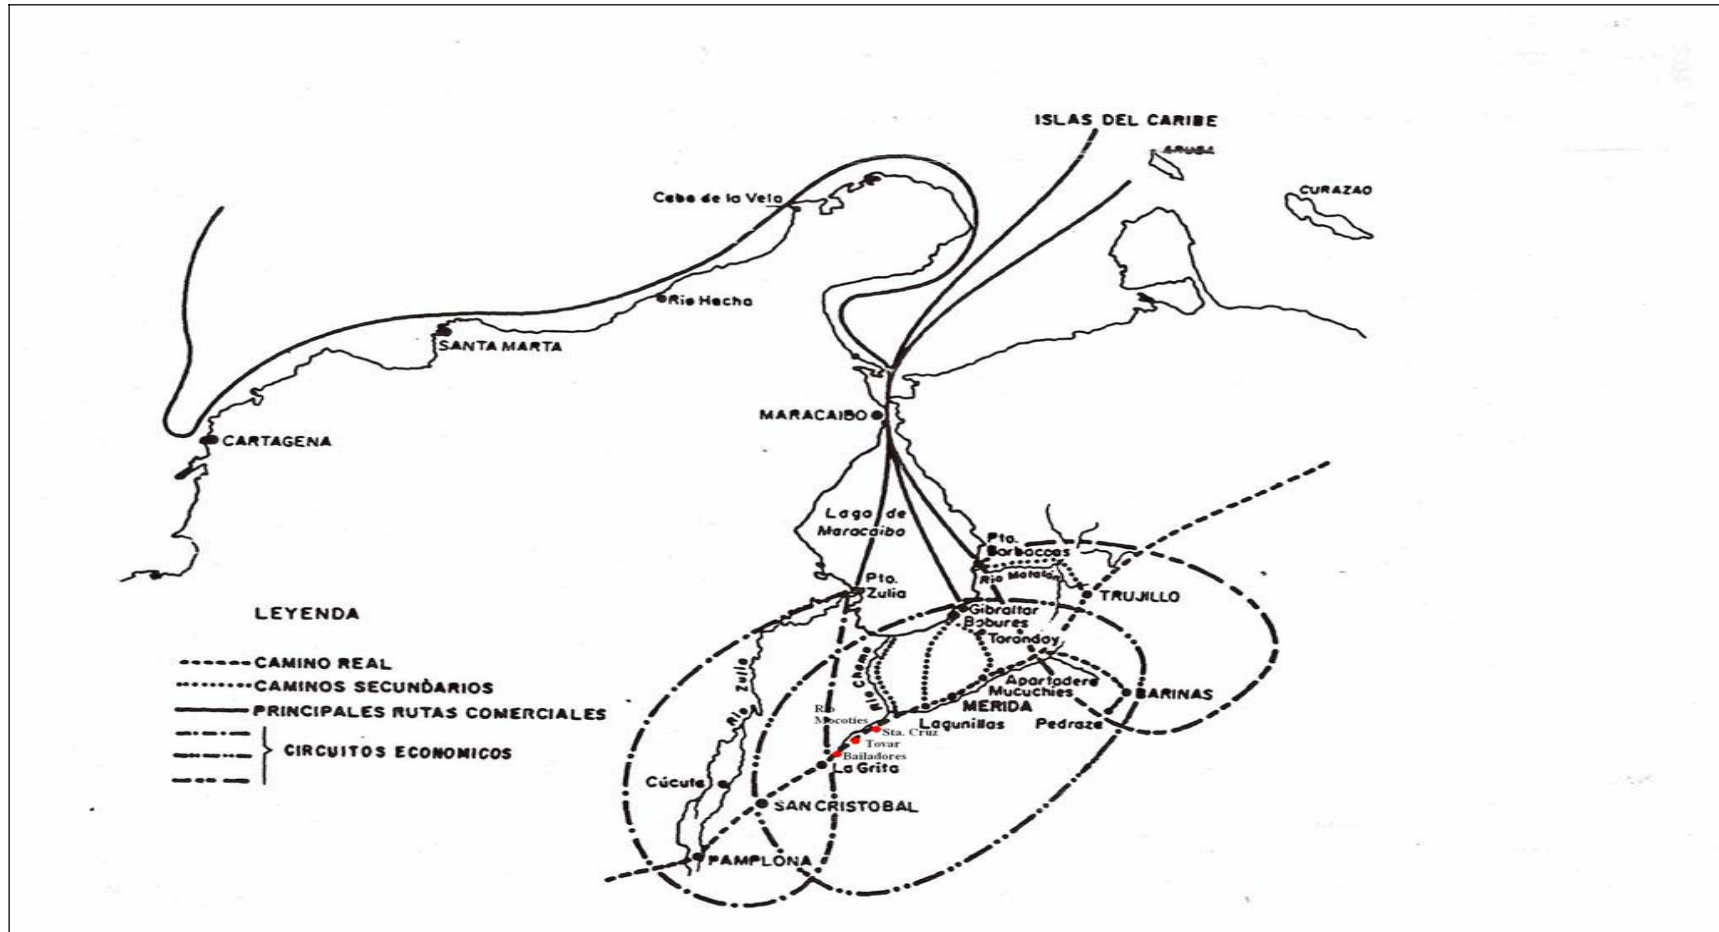 ISLAS DEL CARIBE
ARUBA
CURAZAO
Cabo de la Vela
Rio Hacha
SANTA MARTA
CARTAGENA
MARACAIBO
Lago de
Maracaibo
Pto.
Barbacoas
Rio Motatán
Pto.
Zulia
TRUJILLO
Gibraltar
Bobures
Torondoy
LEYENDA
CAMINO REAL
CAMINOS SECUNDARIOS
PRINCIPALES RUTAS COMERCIALES
CIRCUITOS ECONOMICOS
Rio Zulia
Rio Chama
Apartadero
Mucuchies
BARINAS
MERIDA
Lagunillas
Pedraza
Rio
Mocoties
Sta. Cruz
Tovar
Bailadores
La Grita
Cúcuta
SAN CRISTOBAL
PAMPLONA